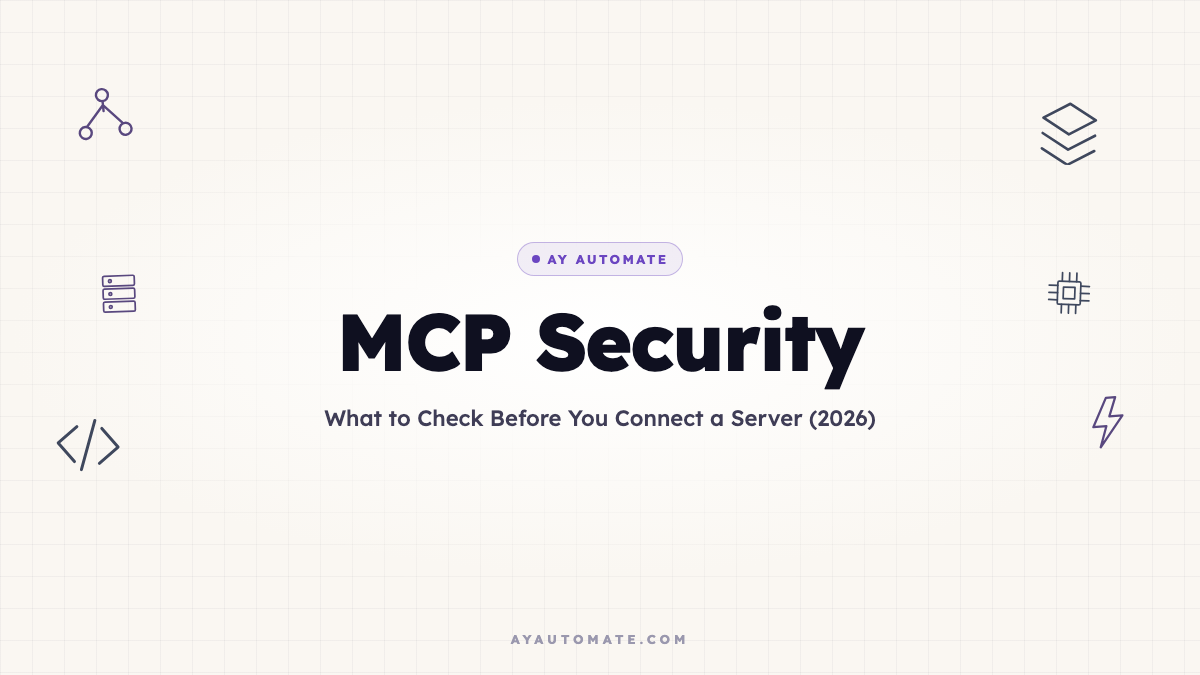 AY AUTOMATE
MCP Security
What to Check Before You Connect a Server (2026)
AYAUTOMATE.COM